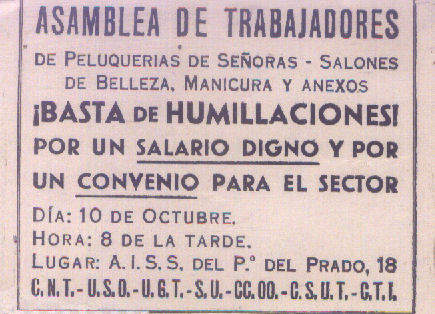 ASAMBLEA DE TRABAJADORES
DE PELUQUERIAS DE SEÑORAS - SALONES
DE BELLEZA, MANICURA Y ANEXOS
¡BASTA DE HUMILLACIONES!
POR UN SALARIO DIGNO Y POR
UN CONVENIO PARA EL SECTOR
DÍA: 10 DE OCTUBRE.
HORA: 8 DE LA TARDE.
LUGAR: A.I.S.S. DEL P.º DEL PRADO, 18
C.N.T.-U.S.O.-U.G.T.-S.U.-CC.OO.-C.S.U.T.-C.T.I.